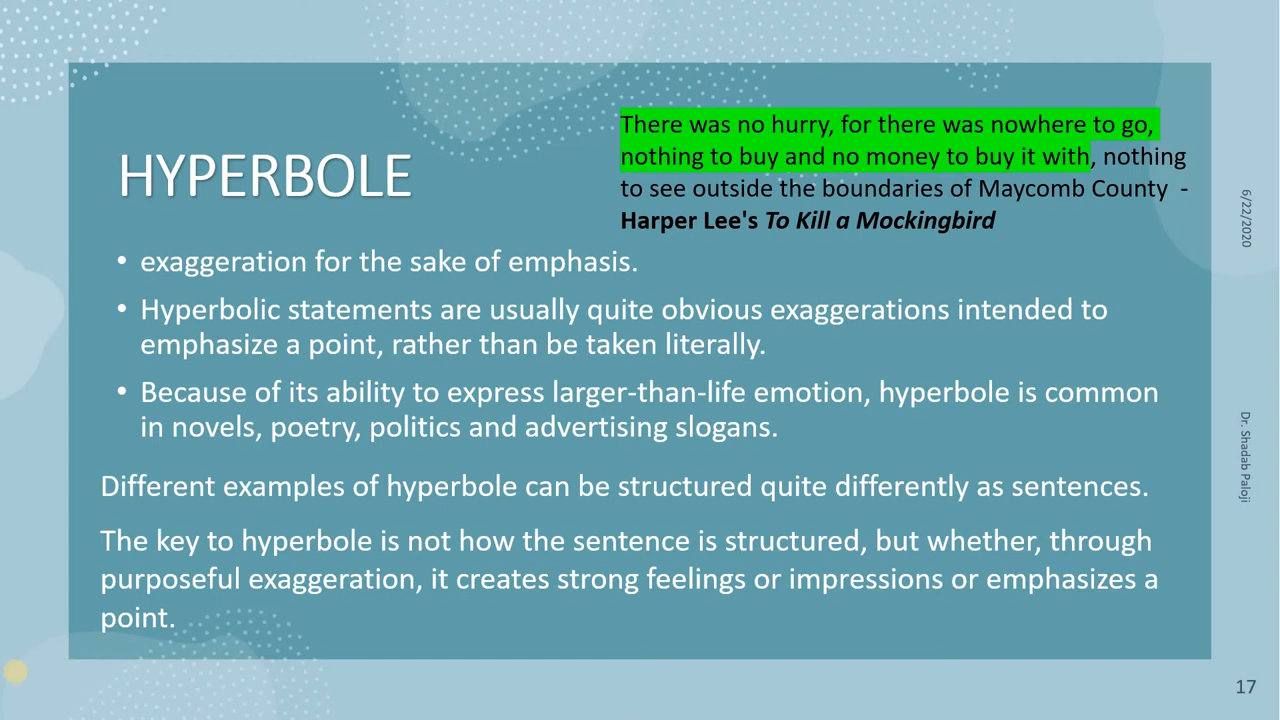 HYPERBOLE
There was no hurry, for there was nowhere to go,
nothing to buy and no money to buy it with, nothing
to see outside the boundaries of Maycomb County -
Harper Lee's To Kill a Mockingbird
• exaggeration for the sake of emphasis.
• Hyperbolic statements are usually quite obvious exaggerations intended to
emphasize a point, rather than be taken literally.
• Because of its ability to express larger-than-life emotion, hyperbole is common
in novels, poetry, politics and advertising slogans.
Different examples of hyperbole can be structured quite differently as sentences.
The key to hyperbole is not how the sentence is structured, but whether, through
purposeful exaggeration, it creates strong feelings or impressions or emphasizes a
point.
6/22/2020
Dr. Shadab Paloji
17